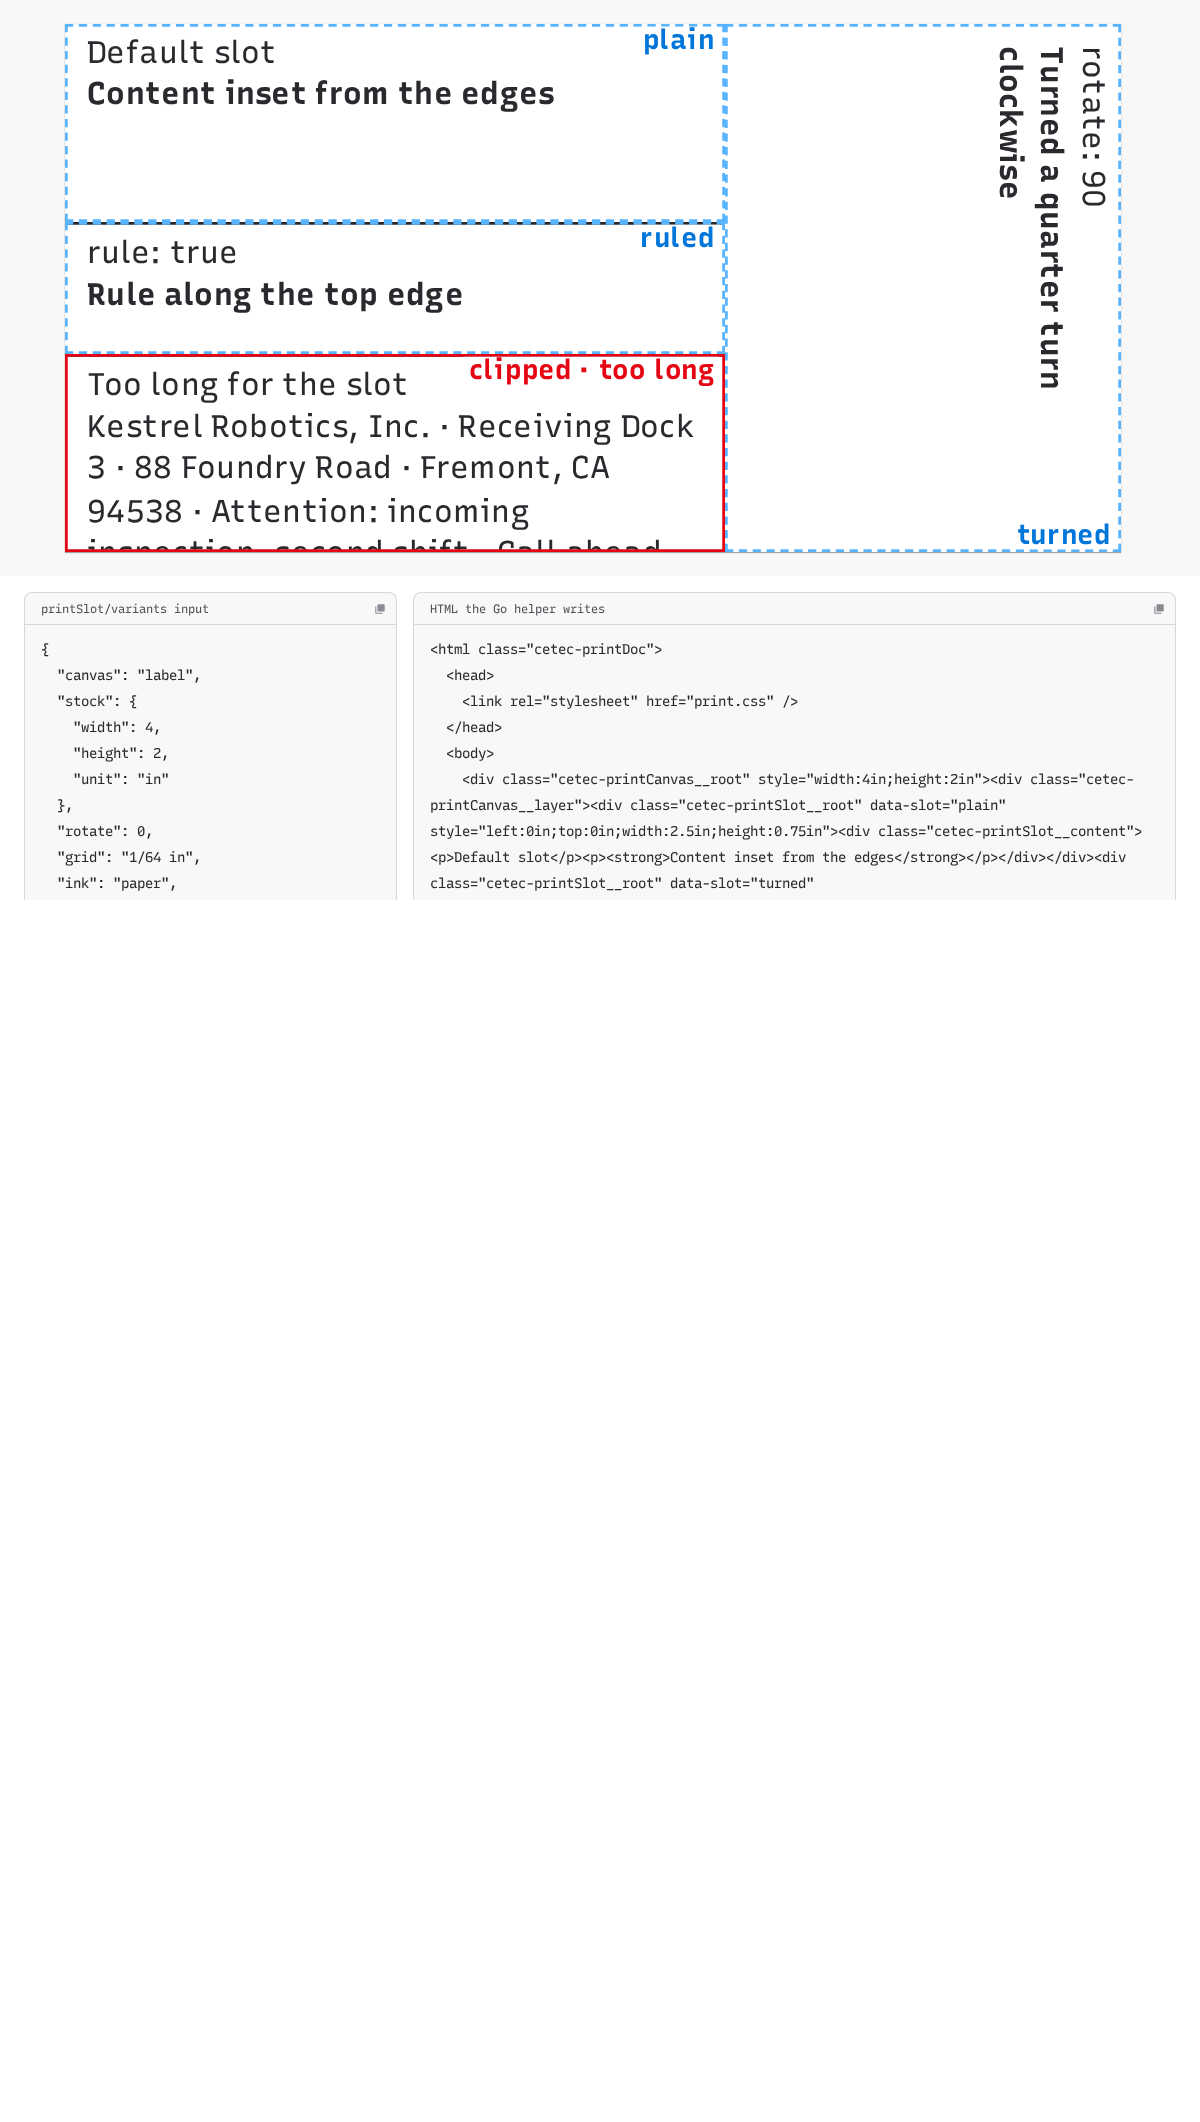 Default slot
plain
Content inset from the edges
rule: true
ruled
Rule along the top edge
Too long for the slot
clipped · too long
Kestrel Robotics, Inc. · Receiving Dock
3 · 88 Foundry Road · Fremont, CA
94538 · Attention: incoming
inspection, second shift · Call ahead
rotate: 90
Turned a quarter turn
clockwise
turned
printSlot/variants input
{
"canvas": "label",
"stock": {
"width": 4,
"height": 2,
"unit": "in"
},
"rotate": 0,
"grid": "1/64 in",
"ink": "paper",
HTML the Go helper writes
<html class="cetec-printDoc">
<head>
<link rel="stylesheet" href="print.css" />
</head>
<body>
<div class="cetec-printCanvas__root" style="width:4in;height:2in"><div class="cetec-
printCanvas__layer"><div class="cetec-printSlot__root" data-slot="plain"
style="left:0in;top:0in;width:2.5in;height:0.75in"><div class="cetec-printSlot__content">
<p>Default slot</p><p><strong>Content inset from the edges</strong></p></div></div><div
class="cetec-printSlot__root" data-slot="turned"